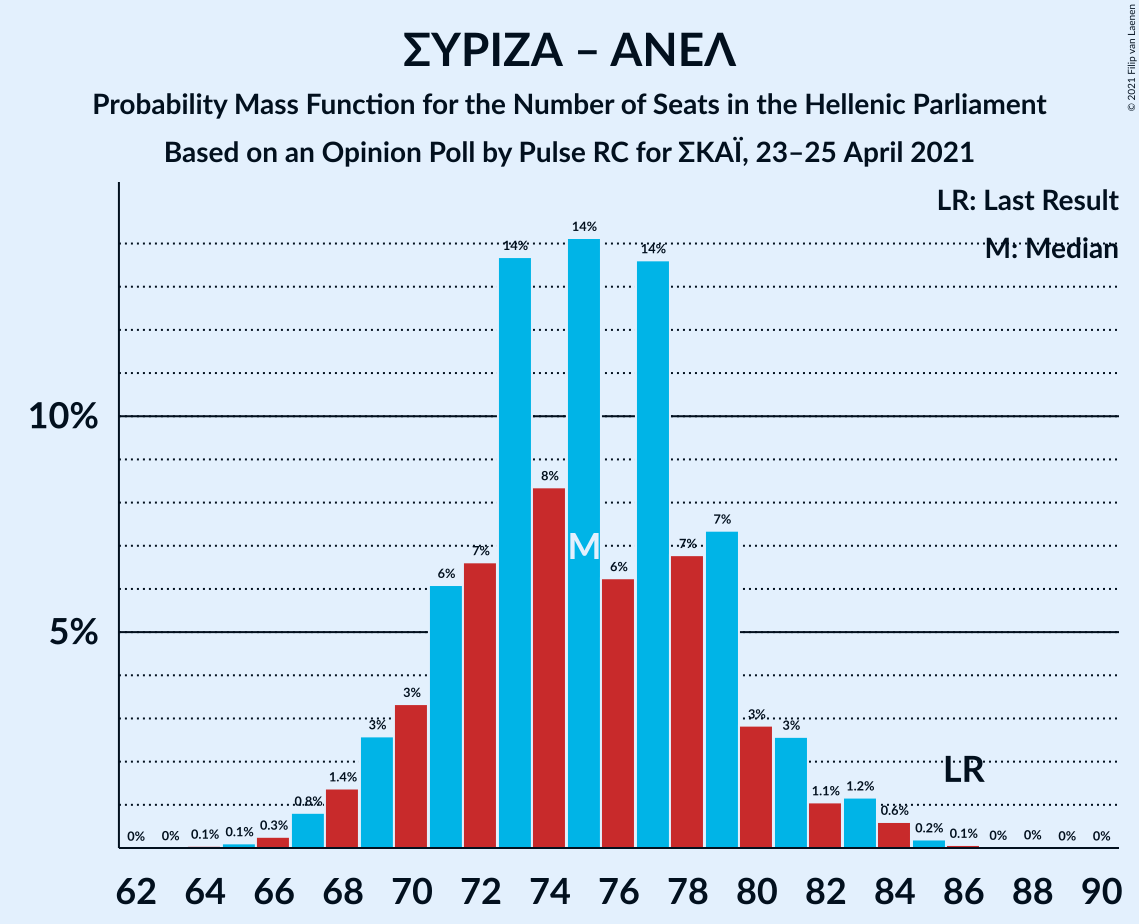 ΣΥΡΙΖΑ – ΑΝΕΛ
Probability Mass Function for the Number of Seats in the Hellenic Parliament
Based on an Opinion Poll by Pulse RC for ΣΚΑΪ, 23–25 April 2021
© 2021 Filip van Laenen
LR: Last Result
M: Median
10%
5%
0% 0% 0.1% 0.1% 0.3% 0.8% 1.4% 3% 3% 6% 7% 14% 8% 14% 6% 14% 7% 7% 3% 3% 1.1% 1.2% 0.6% 0.2% 0.1% 0% 0% 0% 0%
M
LR
62 64 66 68 70 72 74 76 78 80 82 84 86 88 90